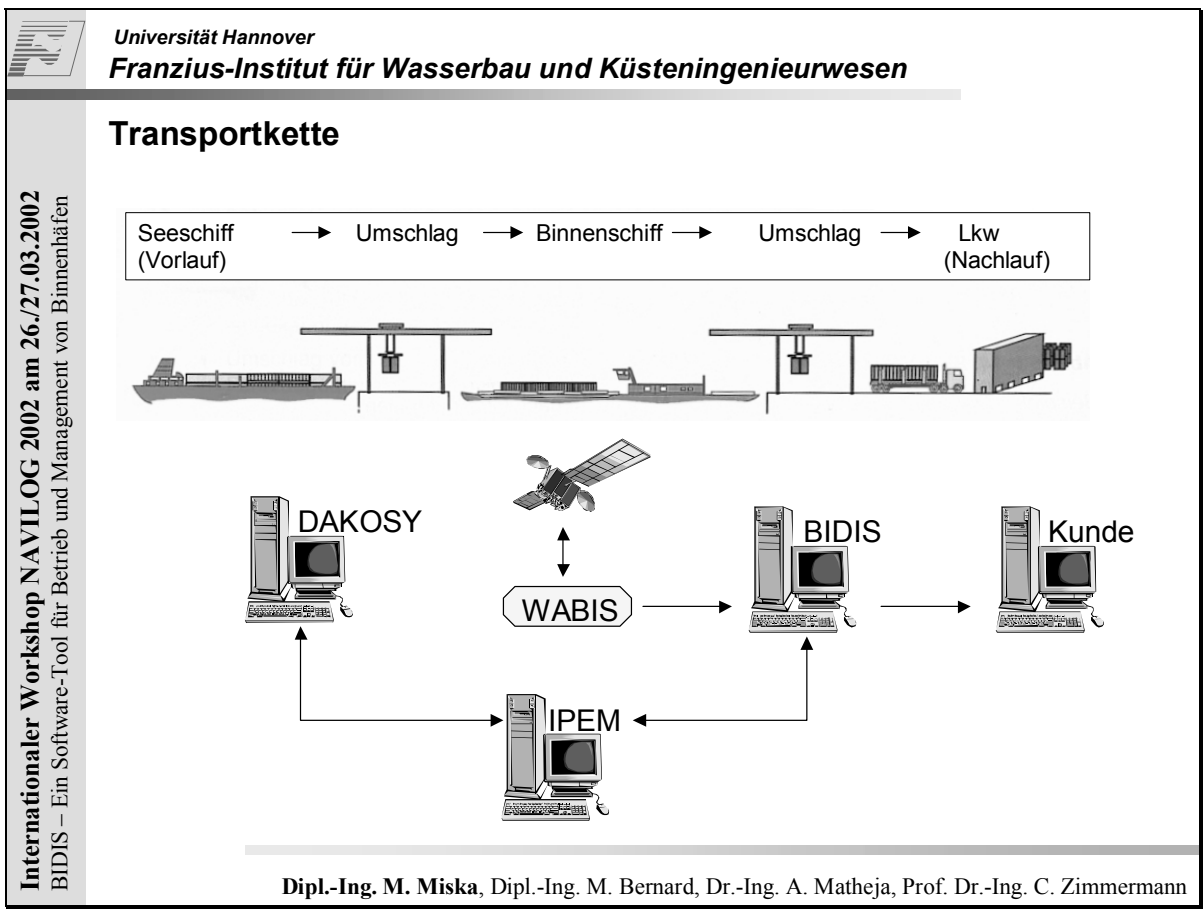 Universität Hannover
Franzius-Institut für Wasserbau und Küsteningenieurwesen
Transportkette
Internationaler Workshop NAVILOG 2002 am 26./27.03.2002
BIDIS – Ein Software-Tool für Betrieb und Management von Binnenhäfen
Seeschiff → Umschlag → Binnenschiff → Umschlag → Lkw
(Vorlauf) (Nachlauf)
DAKOSY
BIDIS
Kunde
WABIS
IPEM
Dipl.-Ing. M. Miska, Dipl.-Ing. M. Bernard, Dr.-Ing. A. Matheja, Prof. Dr.-Ing. C. Zimmermann